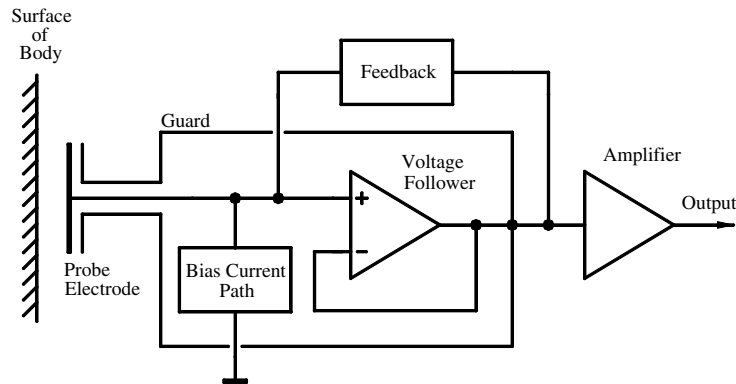 Surface
of
Body
Feedback
Guard
Voltage
Follower
Amplifier
Output
+
−
Probe
Electrode
Bias Current
Path